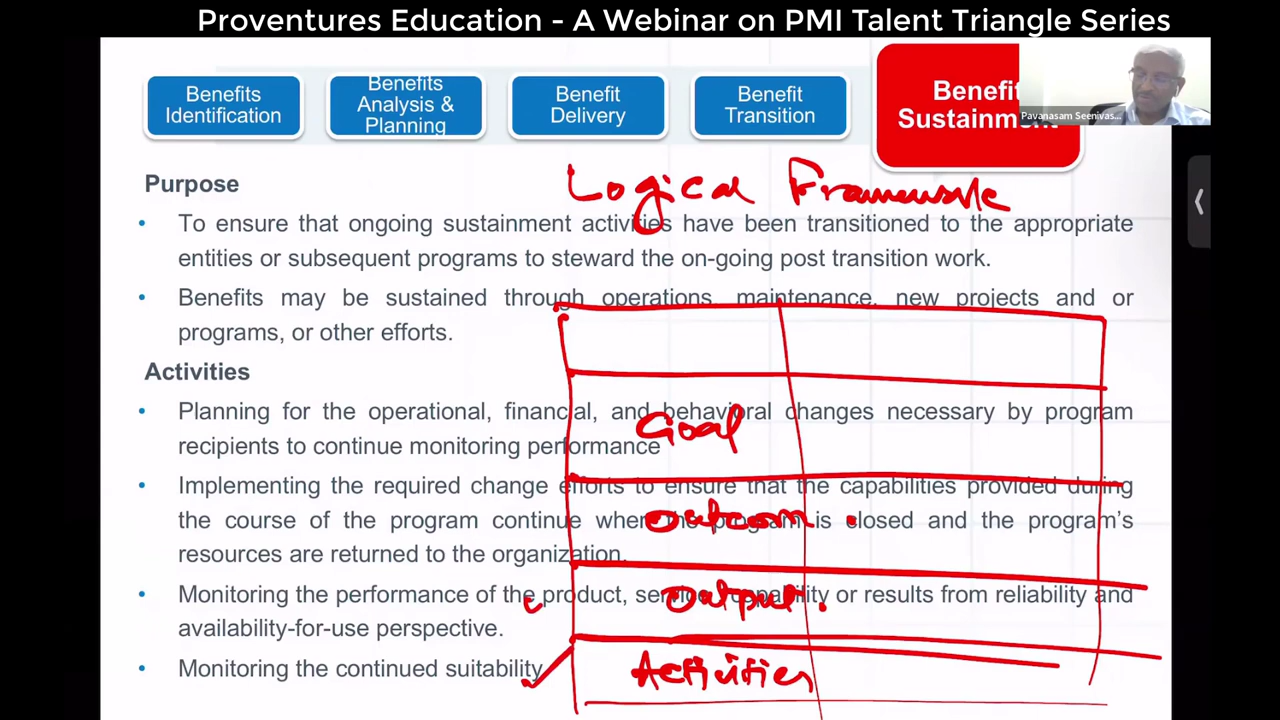 Proventures Education - A Webinar on PMI Talent Triangle Series
Benefits
Identification
Benefits
Analysis &
Planning
Benefit
Delivery
Benefit
Transition
Benefit
Sustainment
Pavanasam Seenivas...
Logical Framework
Purpose
• To ensure that ongoing sustainment activities have been transitioned to the appropriate
entities or subsequent programs to steward the on-going post transition work.
• Benefits may be sustained through operations, maintenance, new projects and or
programs, or other efforts.
Activities
• Planning for the operational, financial, and behavioral changes necessary by program
recipients to continue monitoring performance
• Implementing the required change efforts to ensure that the capabilities provided during
the course of the program continue when the program is closed and the program's
resources are returned to the organization.
• Monitoring the performance of the product, service, capability or results from reliability and
availability-for-use perspective.
• Monitoring the continued suitability
Goal
Outcom
Output
Activities